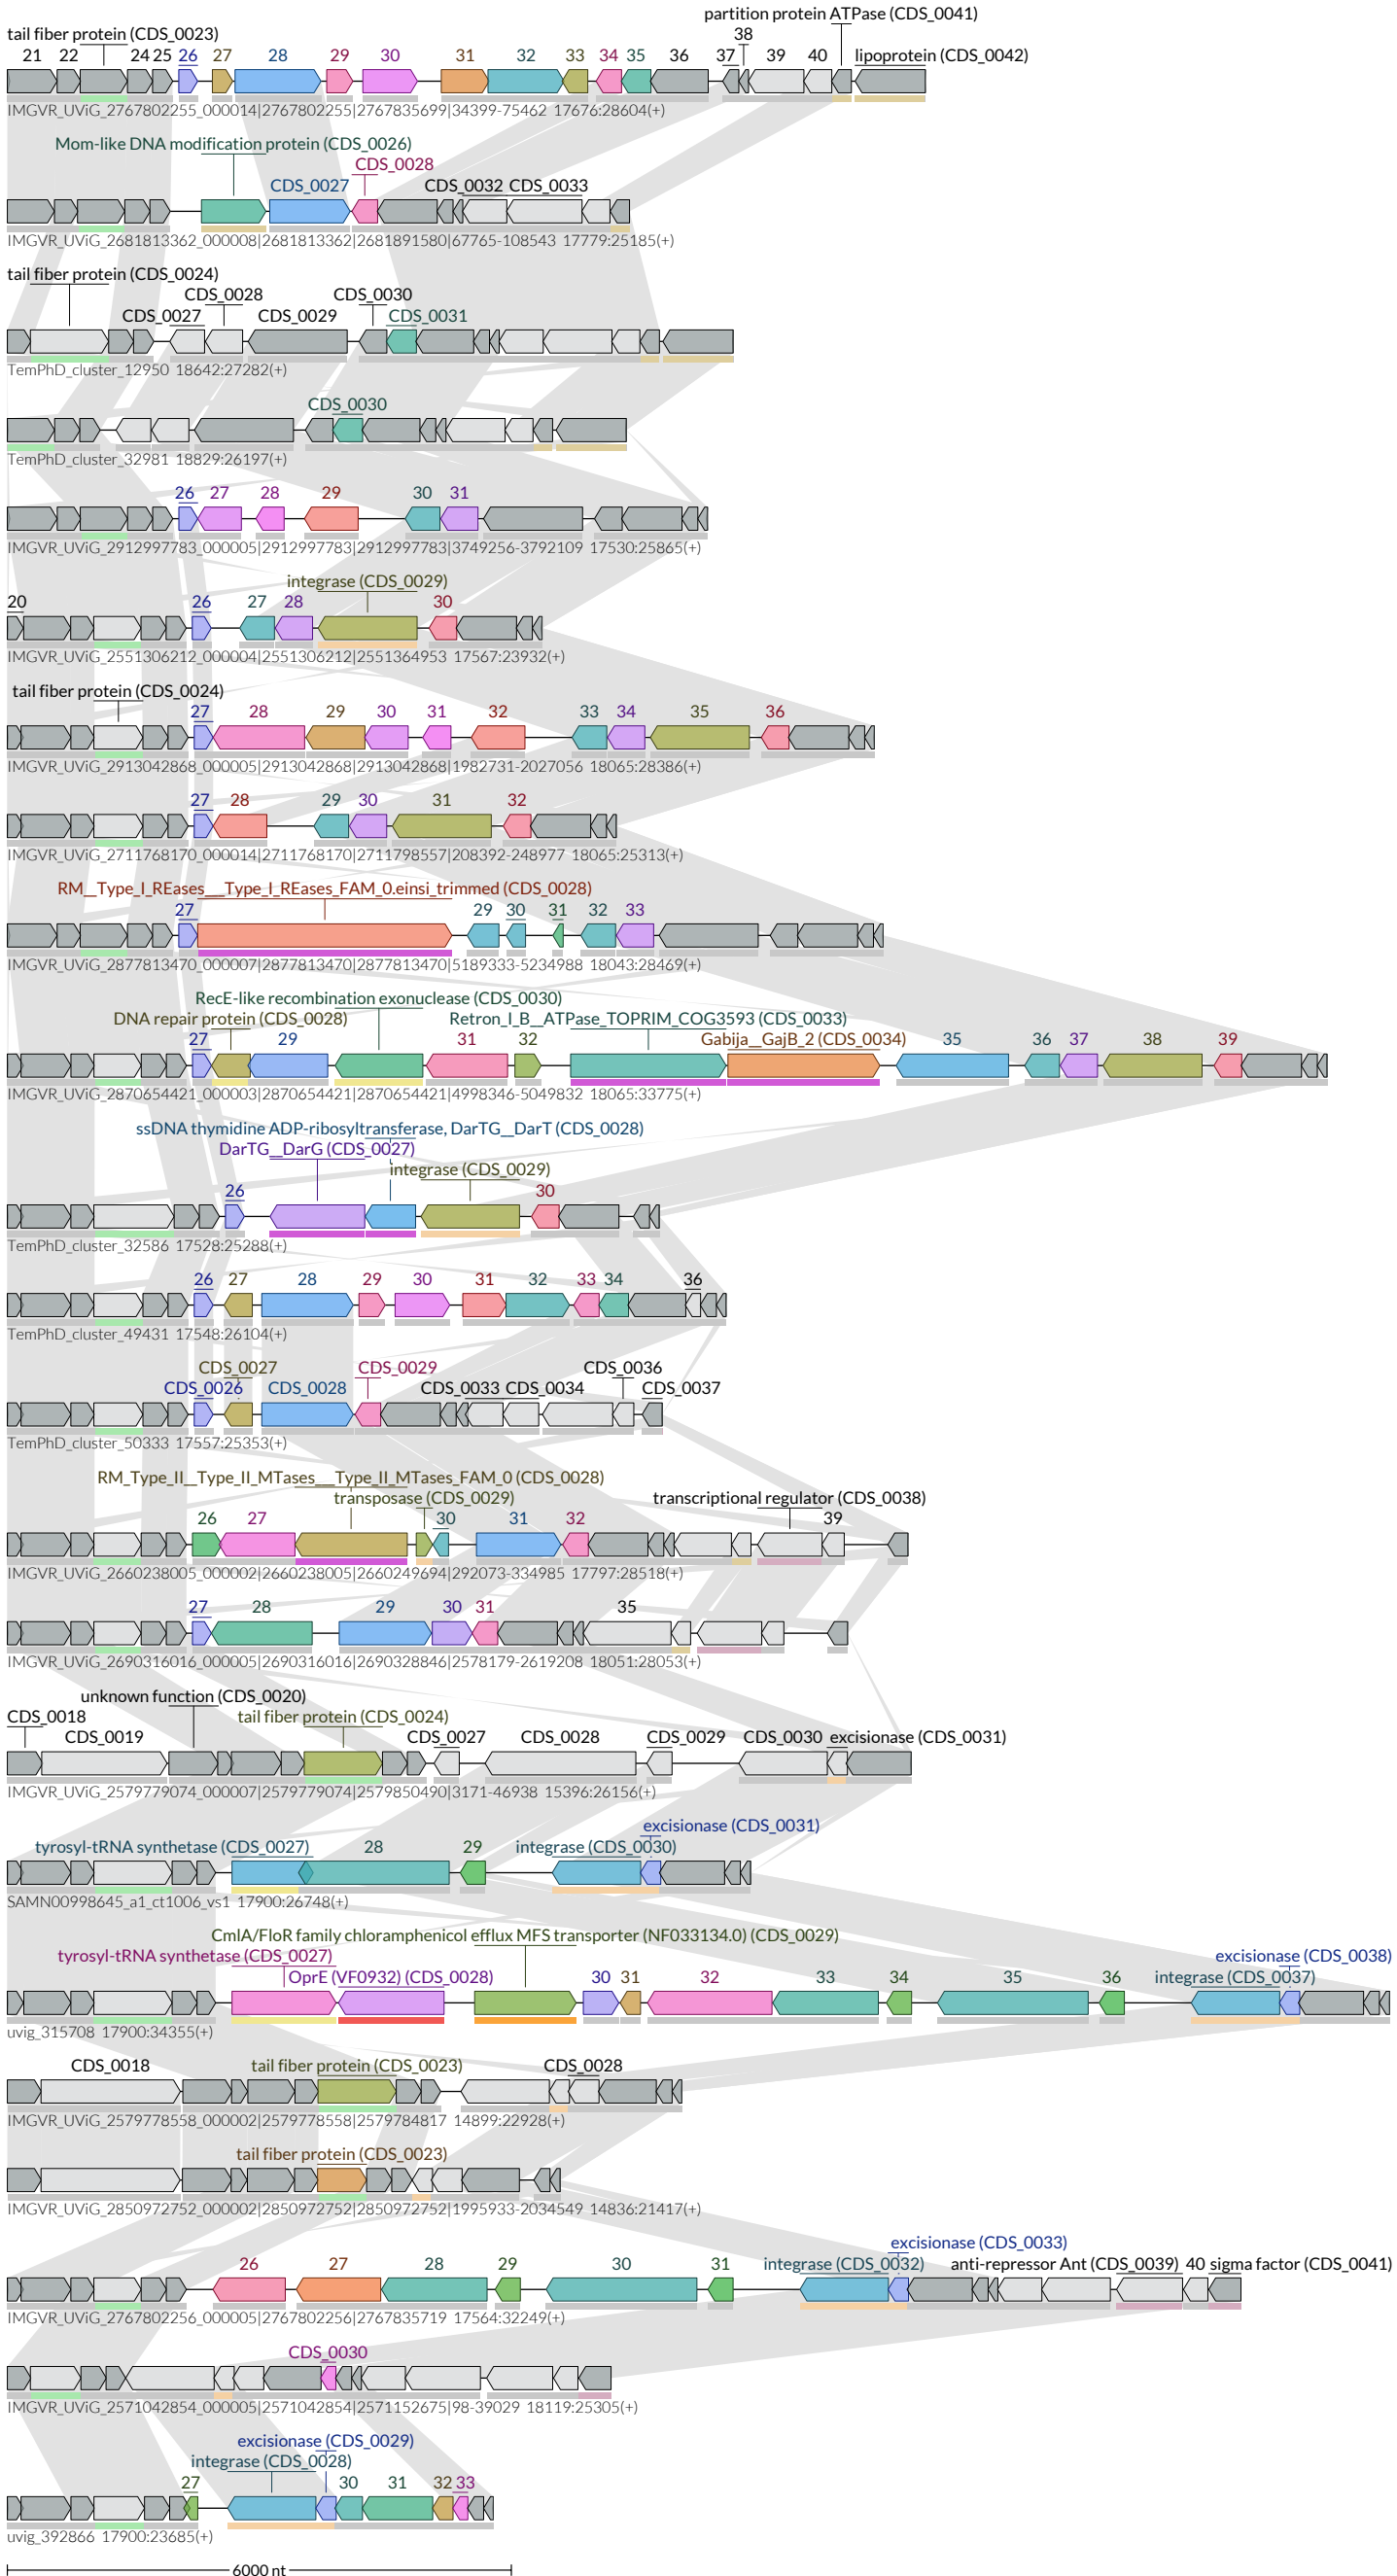 partition protein ATPase (CDS_0041)
tail fiber protein (CDS_0023) 38
21 22 24 25 26 27 28 29 30 31 32 33 34 35 36 37 39 40 lipoprotein (CDS_0042)
IMGVR_UViG_2767802255_000014|2767802255|2767835699|34399-75462 17676:28604(+)
Mom-like DNA modification protein (CDS_0026)
CDS_0028
CDS_0027 CDS_0032 CDS_0033
IMGVR_UViG_2681813362_000008|2681813362|2681891580|67765-108543 17779:25185(+)
tail fiber protein (CDS_0024)
CDS_0028 CDS_0030
CDS_0027 CDS_0029 CDS_0031
TemPhD_cluster_12950 18642:27282(+)
CDS_0030
TemPhD_cluster_32981 18829:26197(+)
26 27 28 29 30 31
IMGVR_UViG_2912997783_000005|2912997783|2912997783|3749256-3792109 17530:25865(+)
integrase (CDS_0029)
20 26 27 28 30
IMGVR_UViG_2551306212_000004|2551306212|2551364953 17567:23932(+)
tail fiber protein (CDS_0024)
27 28 29 30 31 32 33 34 35 36
IMGVR_UViG_2913042868_000005|2913042868|2913042868|1982731-2027056 18065:28386(+)
27 28 29 30 31 32
IMGVR_UViG_2711768170_000014|2711768170|2711798557|208392-248977 18065:25313(+)
RM__Type_I_REases___Type_I_REases_FAM_0.einsi_trimmed (CDS_0028)
27 29 30 31 32 33
IMGVR_UViG_2877813470_000007|2877813470|2877813470|5189333-5234988 18043:28469(+)
RecE-like recombination exonuclease (CDS_0030)
DNA repair protein (CDS_0028) Retron_I_B__ATPase_TOPRIM_COG3593 (CDS_0033)
27 29 31 32 Gabija__GajB_2 (CDS_0034) 35 36 37 38 39
IMGVR_UViG_2870654421_000003|2870654421|2870654421|4998346-5049832 18065:33775(+)
ssDNA thymidine ADP-ribosyltransferase, DarTG__DarT (CDS_0028)
DarTG__DarG (CDS_0027)
integrase (CDS_0029)
26 30
TemPhD_cluster_32586 17528:25288(+)
26 27 28 29 30 31 32 33 34 36
TemPhD_cluster_49431 17548:26104(+)
CDS_0027 CDS_0029 CDS_0036
CDS_0026 CDS_0028 CDS_0033 CDS_0034 CDS_0037
TemPhD_cluster_50333 17557:25353(+)
RM_Type_II__Type_II_MTases___Type_II_MTases_FAM_0 (CDS_0028)
transposase (CDS_0029) transcriptional regulator (CDS_0038)
26 27 30 31 32 39
IMGVR_UViG_2660238005_000002|2660238005|2660249694|292073-334985 17797:28518(+)
27 28 29 30 31 35
IMGVR_UViG_2690316016_000005|2690316016|2690328846|2578179-2619208 18051:28053(+)
unknown function (CDS_0020)
CDS_0018 tail fiber protein (CDS_0024)
CDS_0019 CDS_0027 CDS_0028 CDS_0029 CDS_0030 excisionase (CDS_0031)
IMGVR_UViG_2579779074_000007|2579779074|2579850490|3171-46938 15396:26156(+)
excisionase (CDS_0031)
tyrosyl-tRNA synthetase (CDS_0027) 28 29 integrase (CDS_0030)
SAMN00998645_a1_ct1006_vs1 17900:26748(+)
CmlA/FloR family chloramphenicol efflux MFS transporter (NF033134.0) (CDS_0029)
tyrosyl-tRNA synthetase (CDS_0027) excisionase (CDS_0038)
OprE (VF0932) (CDS_0028) 30 31 32 33 34 35 36 integrase (CDS_0037)
uvig_315708 17900:34355(+)
CDS_0018 tail fiber protein (CDS_0023) CDS_0028
IMGVR_UViG_2579778558_000002|2579778558|2579784817 14899:22928(+)
tail fiber protein (CDS_0023)
IMGVR_UViG_2850972752_000002|2850972752|2850972752|1995933-2034549 14836:21417(+)
excisionase (CDS_0033)
26 27 28 29 30 31 integrase (CDS_0032) anti-repressor Ant (CDS_0039) 40 sigma factor (CDS_0041)
IMGVR_UViG_2767802256_000005|2767802256|2767835719 17564:32249(+)
CDS_0030
IMGVR_UViG_2571042854_000005|2571042854|2571152675|98-39029 18119:25305(+)
excisionase (CDS_0029)
integrase (CDS_0028)
27 30 31 32 33
uvig_392866 17900:23685(+)
6000 nt